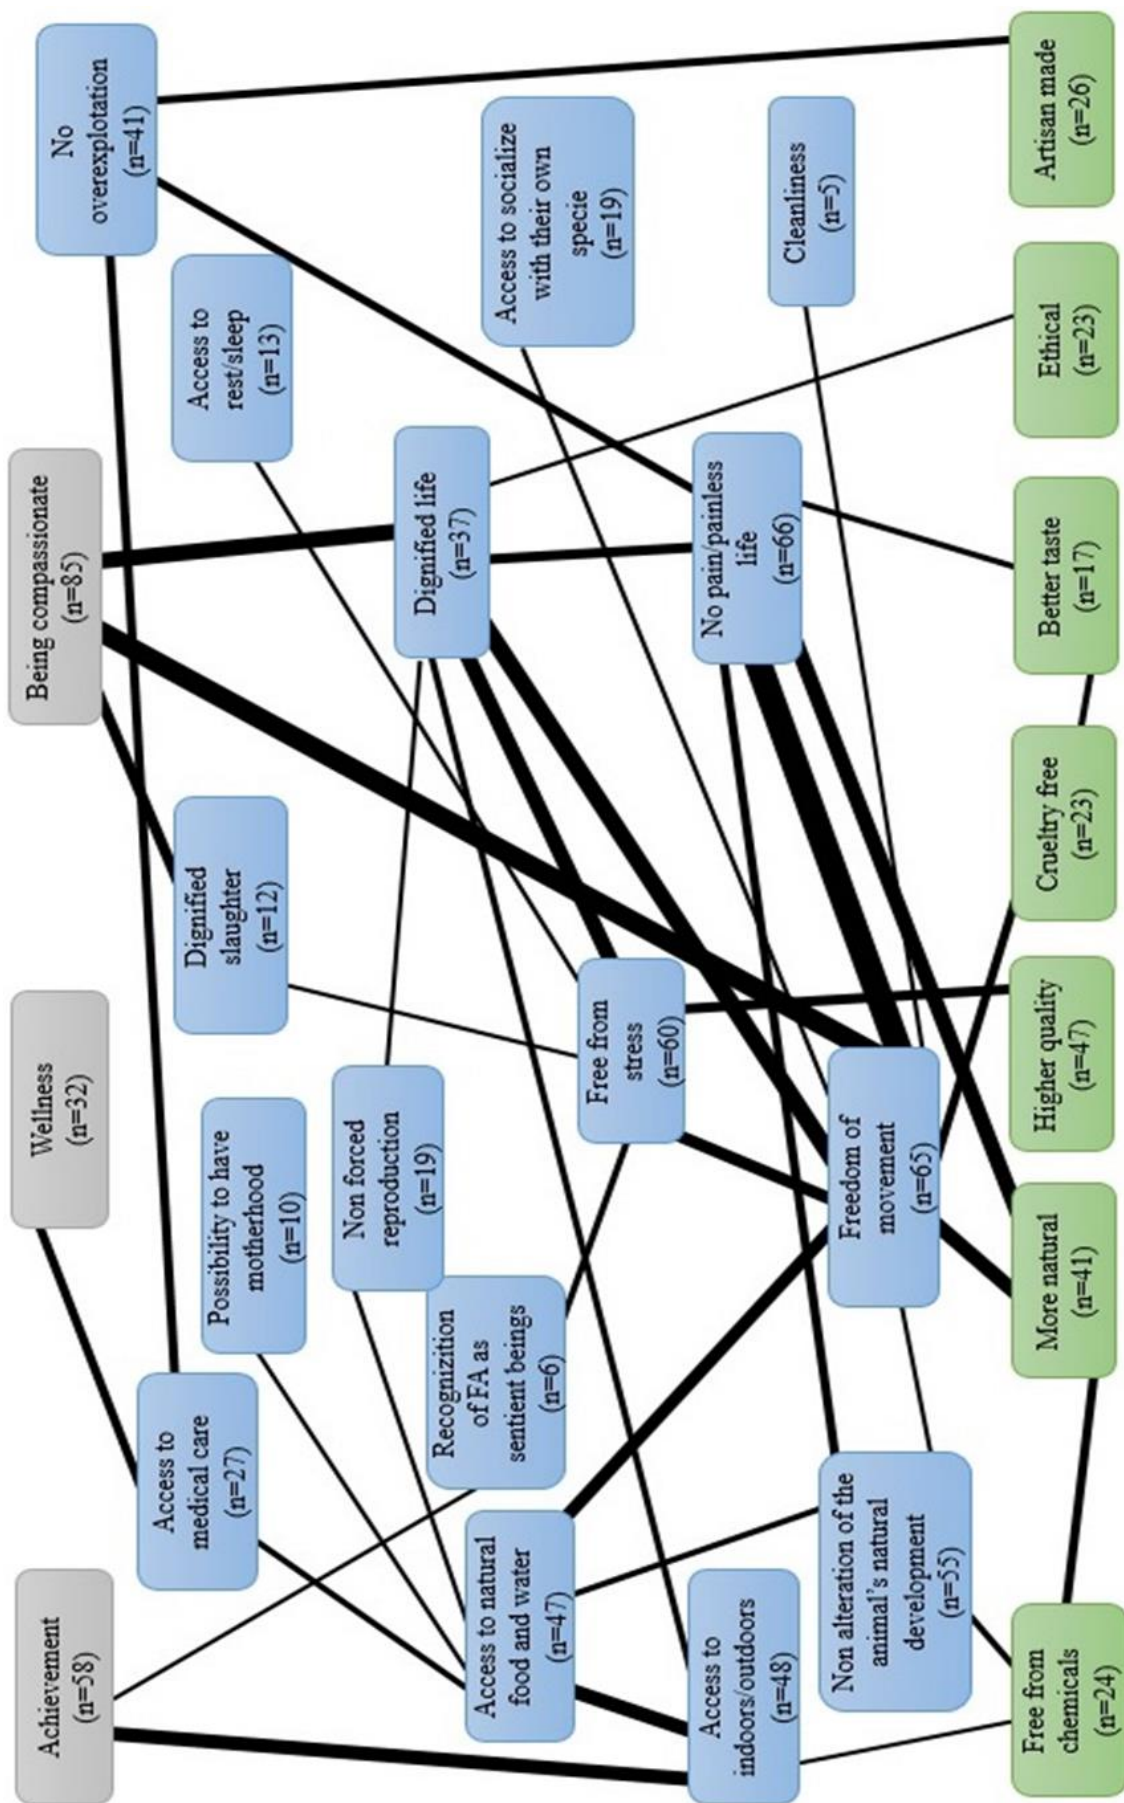 Achievement
(n=58)
Wellness
(n=32)
Being compassionate
(n=85)
No
overexplotation
(n=41)
Access to
medical care
(n=27)
Dignified
slaughter
(n=12)
Access to
rest/sleep
(n=13)
Possibility to have
motherhood
(n=10)
Non forced
reproduction
(n=19)
Recognizition
of FA as
sentient beings
(n=6)
Dignified life
(n=37)
Access to socialize
with their own
specie
(n=19)
Access to natural
food and water
(n=47)
Free from
stress
(n=60)
Access to
indoors/outdoors
(n=48)
No pain/painless
life
(n=66)
Cleanliness
(n=5)
Non alteration of the
animal's natural
development
(n=55)
Freedom of
movement
(n=65)
Free from
chemicals
(n=24)
More natural
(n=41)
Higher quality
(n=47)
Crueltry free
(n=23)
Better taste
(n=17)
Ethical
(n=23)
Artisan made
(n=26)